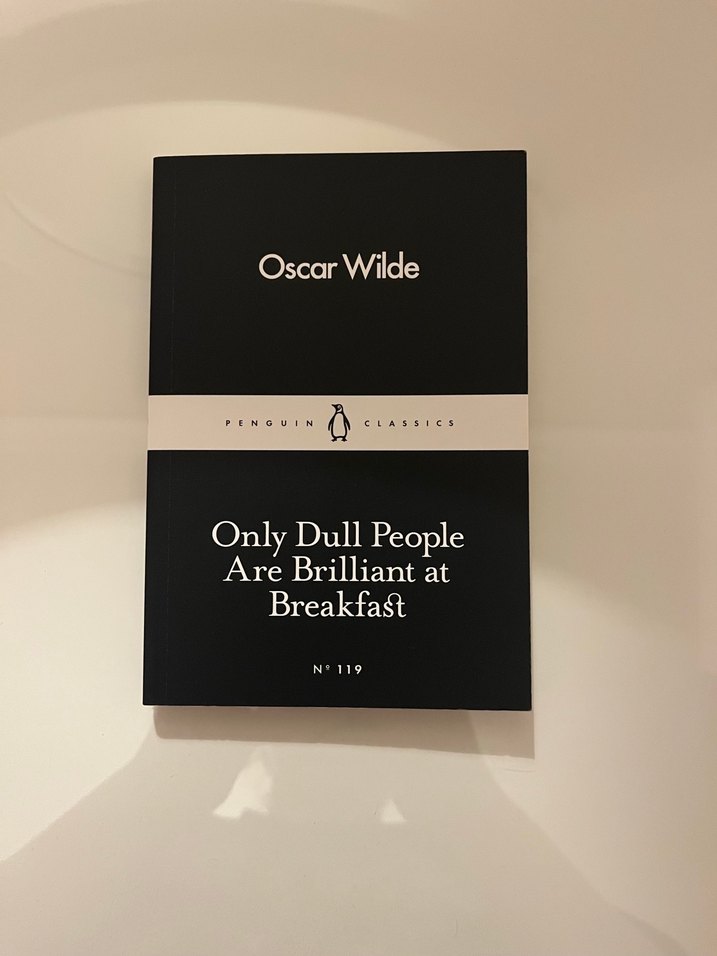 Oscar Wilde
PENGUIN CLASSICS
Only Dull People
Are Brilliant at
Breakfast
Nº 119